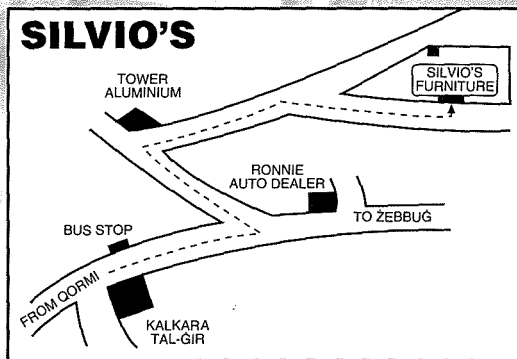 SILVIO'S
TOWER
ALUMINIUM
SILVIO'S
FURNITURE
RONNIE
AUTO DEALER
TO ŻEBBUĠ
BUS STOP
FROM QORMI
KALKARA
TAL-ĠIR